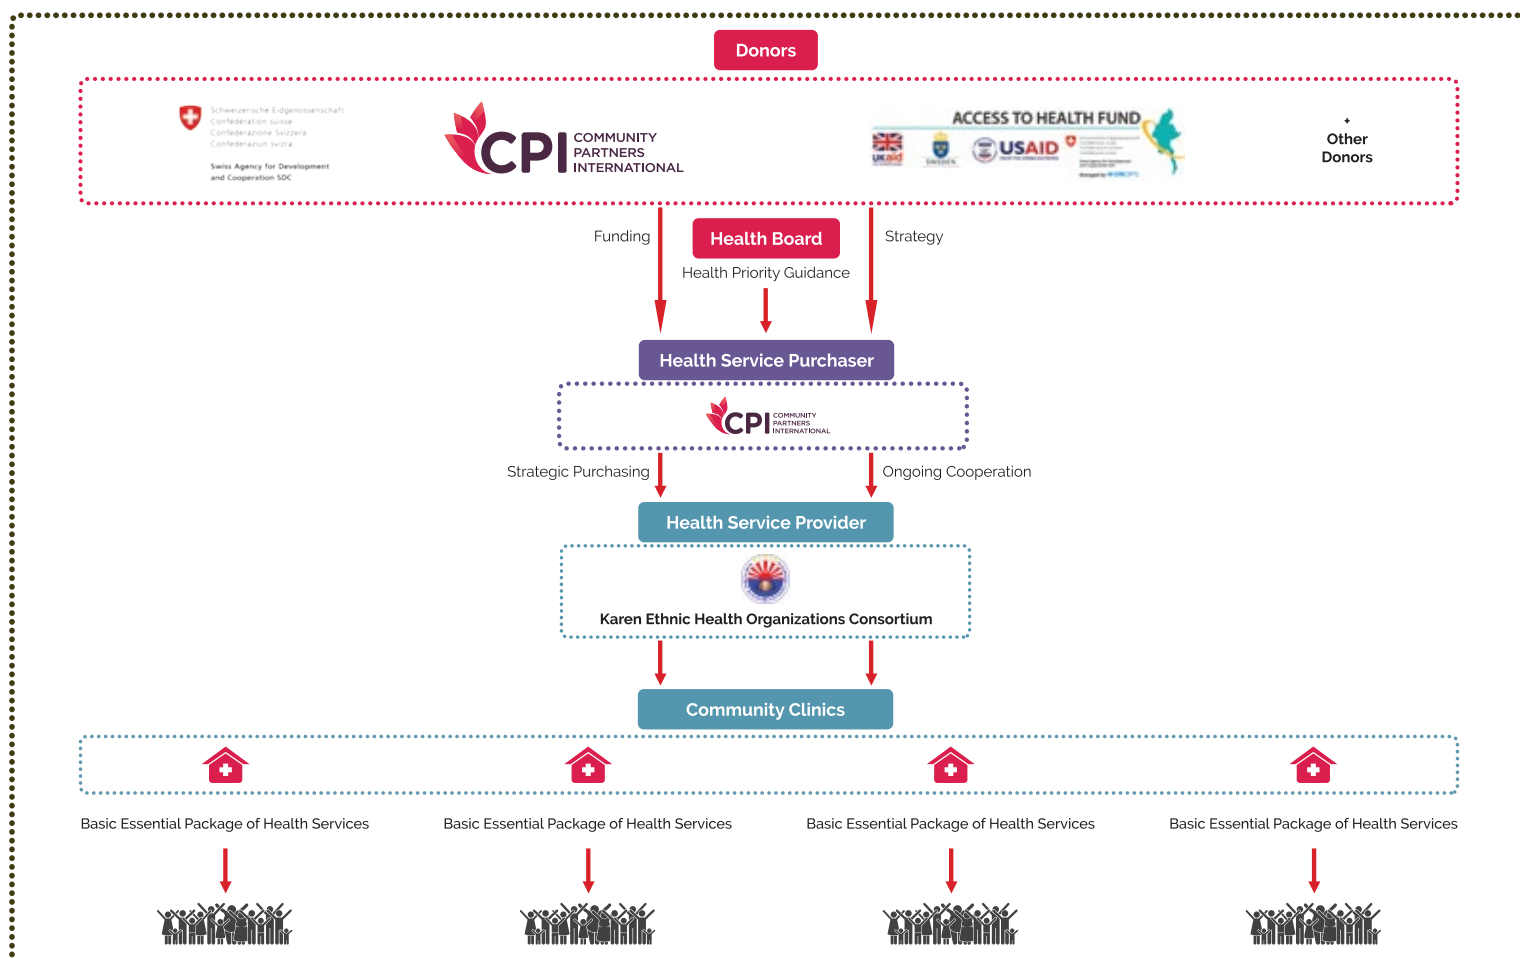 Donors
Schweizerische Eidgenossenschaft
Confédération suisse
Confederazione Svizzera
Confederaziun svizra
Swiss Agency for Development
and Cooperation SDC
CPI
COMMUNITY
PARTNERS
INTERNATIONAL
ACCESS TO HEALTH FUND
ukaid
SWEDEN
USAID
Managed by UNOPS
+
Other
Donors
Funding
Health Board
Strategy
Health Priority Guidance
Health Service Purchaser
CPI
COMMUNITY
PARTNERS
INTERNATIONAL
Strategic Purchasing
Ongoing Cooperation
Health Service Provider
Karen Ethnic Health Organizations Consortium
Community Clinics
Basic Essential Package of Health Services
Basic Essential Package of Health Services
Basic Essential Package of Health Services
Basic Essential Package of Health Services